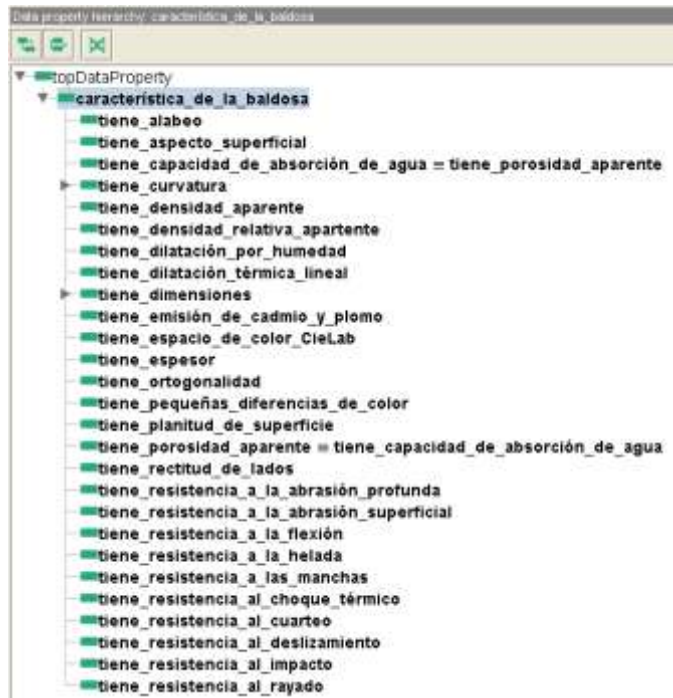 Data property hierarchy: característica_de_la_baldosa
topDataProperty
característica_de_la_baldosa
tiene_alabeo
tiene_aspecto_superficial
tiene_capacidad_de_absorción_de_agua ≡ tiene_porosidad_aparente
tiene_curvatura
tiene_densidad_aparente
tiene_densidad_relativa_apartente
tiene_dilatación_por_humedad
tiene_dilatación_térmica_lineal
tiene_dimensiones
tiene_emisión_de_cadmio_y_plomo
tiene_espacio_de_color_CieLab
tiene_espesor
tiene_ortogonalidad
tiene_pequeñas_diferencias_de_color
tiene_planitud_de_superficie
tiene_porosidad_aparente ≡ tiene_capacidad_de_absorción_de_agua
tiene_rectitud_de_lados
tiene_resistencia_a_la_abrasión_profunda
tiene_resistencia_a_la_abrasión_superficial
tiene_resistencia_a_la_flexión
tiene_resistencia_a_la_helada
tiene_resistencia_a_las_manchas
tiene_resistencia_al_choque_térmico
tiene_resistencia_al_cuarteo
tiene_resistencia_al_deslizamiento
tiene_resistencia_al_impacto
tiene_resistencia_al_rayado